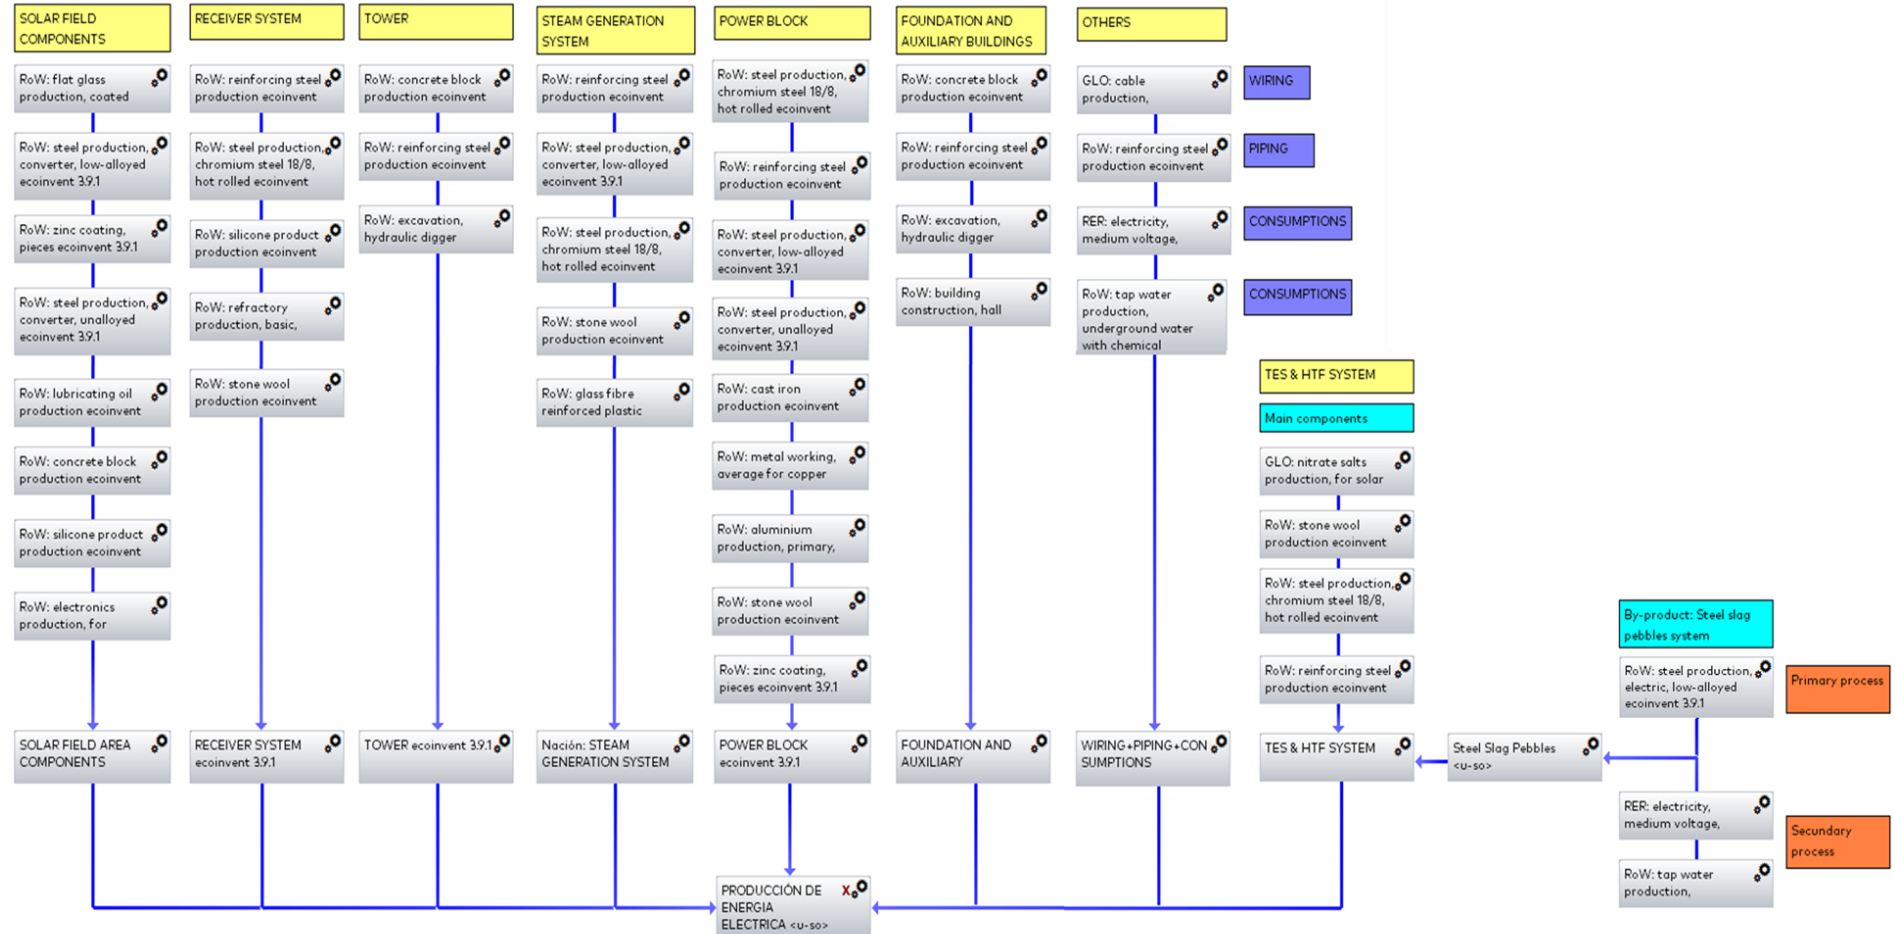 SOLAR FIELD
COMPONENTS
RoW: flat glass
production, coated
RoW: steel production,
converter, low-alloyed
ecoinvent 3.9.1
RoW: zinc coating,
pieces ecoinvent 3.9.1
RoW: steel production,
converter, unalloyed
ecoinvent 3.9.1
RoW: lubricating oil
production ecoinvent
RoW: concrete block
production ecoinvent
RoW: silicone product
production ecoinvent
RoW: electronics
production, for
SOLAR FIELD AREA
COMPONENTS
RECEIVER SYSTEM
RoW: reinforcing steel
production ecoinvent
RoW: steel production,
chromium steel 18/8,
hot rolled ecoinvent
RoW: silicone product
production ecoinvent
RoW: refractory
production, basic,
RoW: stone wool
production ecoinvent
RECEIVER SYSTEM
ecoinvent 3.9.1
TOWER
RoW: concrete block
production ecoinvent
RoW: reinforcing steel
production ecoinvent
RoW: excavation,
hydraulic digger
TOWER ecoinvent 3.9.1
STEAM GENERATION
SYSTEM
RoW: reinforcing steel
production ecoinvent
RoW: steel production,
converter, low-alloyed
ecoinvent 3.9.1
RoW: steel production,
chromium steel 18/8,
hot rolled ecoinvent
RoW: stone wool
production ecoinvent
RoW: glass fibre
reinforced plastic
Nación: STEAM
GENERATION SYSTEM
POWER BLOCK
RoW: steel production,
chromium steel 18/8,
hot rolled ecoinvent
RoW: reinforcing steel
production ecoinvent
RoW: steel production,
converter, low-alloyed
ecoinvent 3.9.1
RoW: steel production,
converter, unalloyed
ecoinvent 3.9.1
RoW: cast iron
production ecoinvent
RoW: metal working,
average for copper
RoW: aluminium
production, primary,
RoW: stone wool
production ecoinvent
RoW: zinc coating,
pieces ecoinvent 3.9.1
POWER BLOCK
ecoinvent 3.9.1
PRODUCCIÓN DE
ENERGIA
ELECTRICA <u-so>
X
FOUNDATION AND
AUXILIARY BUILDINGS
RoW: concrete block
production ecoinvent
RoW: reinforcing steel
production ecoinvent
RoW: excavation,
hydraulic digger
RoW: building
construction, hall
FOUNDATION AND
AUXILIARY
OTHERS
GLO: cable
production,
WIRING
RoW: reinforcing steel
production ecoinvent
PIPING
RER: electricity,
medium voltage,
CONSUMPTIONS
RoW: tap water
production,
underground water
with chemical
CONSUMPTIONS
WIRING+PIPING+CON
SUMPTIONS
TES & HTF SYSTEM
Main components
GLO: nitrate salts
production, for solar
RoW: stone wool
production ecoinvent
RoW: steel production,
chromium steel 18/8,
hot rolled ecoinvent
RoW: reinforcing steel
production ecoinvent
TES & HTF SYSTEM
Steel Slag Pebbles
<u-so>
By-product: Steel slag
pebbles system
RoW: steel production,
electric, low-alloyed
ecoinvent 3.9.1
Primary process
RER: electricity,
medium voltage,
Secundary
process
RoW: tap water
production,